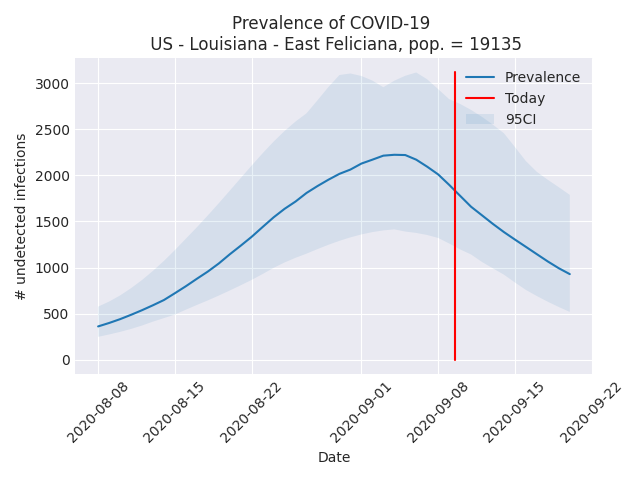 Prevalence of COVID-19
US - Louisiana - East Feliciana, pop. = 19135
Prevalence
Today
95CI
# undetected infections
3000
2500
2000
1500
1000
500
0
2020-08-08
2020-08-15
2020-08-22
2020-09-01
2020-09-08
2020-09-15
2020-09-22
Date